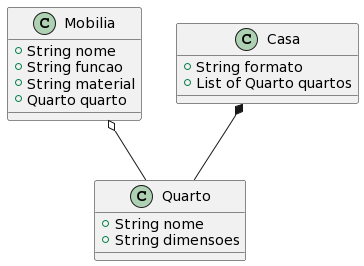 C Mobilia
String nome
String funcao
String material
Quarto quarto
C Casa
String formato
List of Quarto quartos
C Quarto
String nome
String dimensoes